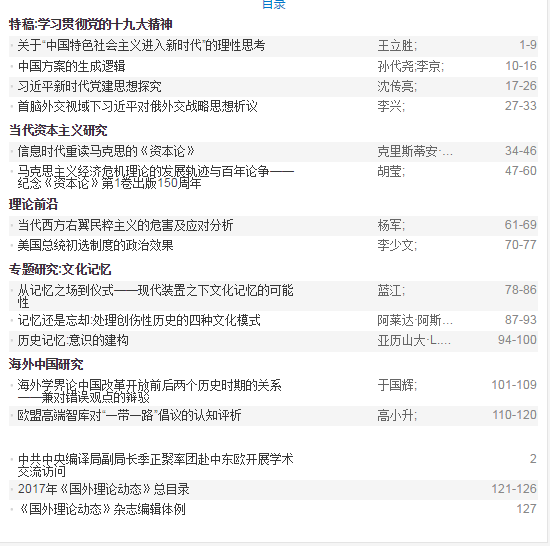 目录
特稿:学习贯彻党的十九大精神
关于“中国特色社会主义进入新时代”的理性思考 王立胜; 1-9
中国方案的生成逻辑 孙代尧;李京; 10-16
习近平新时代党建思想探究 沈传亮; 17-26
首脑外交视域下习近平对俄外交战略思想析议 李兴; 27-33
当代资本主义研究
信息时代重读马克思的《资本论》 克里斯蒂安·... 34-46
马克思主义经济危机理论的发展轨迹与百年论争—— 胡莹; 47-60
纪念《资本论》第1卷出版150周年
理论前沿
当代西方右翼民粹主义的危害及应对分析 杨军; 61-69
美国总统初选制度的政治效果 李少文; 70-77
专题研究:文化记忆
从记忆之场到仪式——现代装置之下文化记忆的可能 蓝江; 78-86
性
记忆还是忘却:处理创伤性历史的四种文化模式 阿莱达·阿斯... 87-93
历史记忆:意识的建构 亚历山大·L.... 94-100
海外中国研究
海外学界论中国改革开放前后两个历史时期的关系 于国辉; 101-109
——兼对错误观点的辩驳
欧盟高端智库对“一带一路”倡议的认知评析 高小升; 110-120
中共中央编译局副局长季正聚率团赴中东欧开展学术 2
交流访问
2017年《国外理论动态》总目录 121-126
《国外理论动态》杂志编辑体例 127